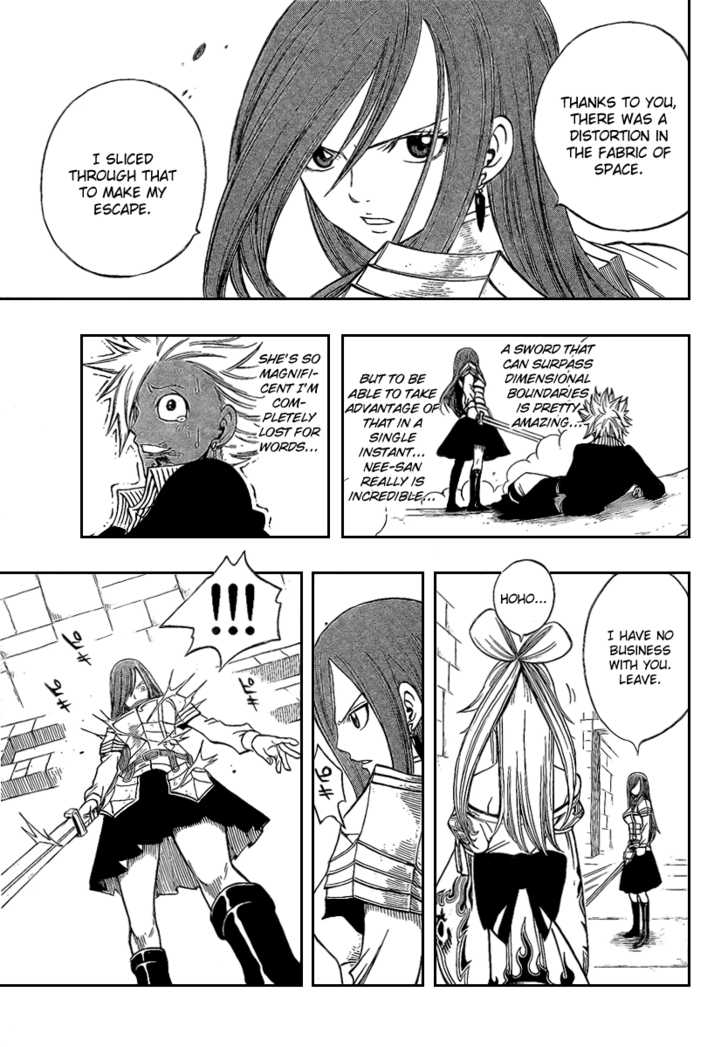 THANKS TO YOU,
THERE WAS A
DISTORTION IN
THE FABRIC OF
SPACE.
I SLICED
THROUGH THAT
TO MAKE MY
ESCAPE.
A SWORD THAT
CAN SURPASS
DIMENSIONAL
BOUNDARIES
IS PRETTY
AMAZING...
BUT TO BE
ABLE TO TAKE
ADVANTAGE OF
THAT IN A
SINGLE
INSTANT...
NEE-SAN
REALLY IS
INCREDIBLE...
SHE'S SO
MAGNIFI-
CENT I'M
COM-
PLETELY
LOST FOR
WORDS...
I HAVE NO
BUSINESS
WITH YOU.
LEAVE.
HOHO...
!!!